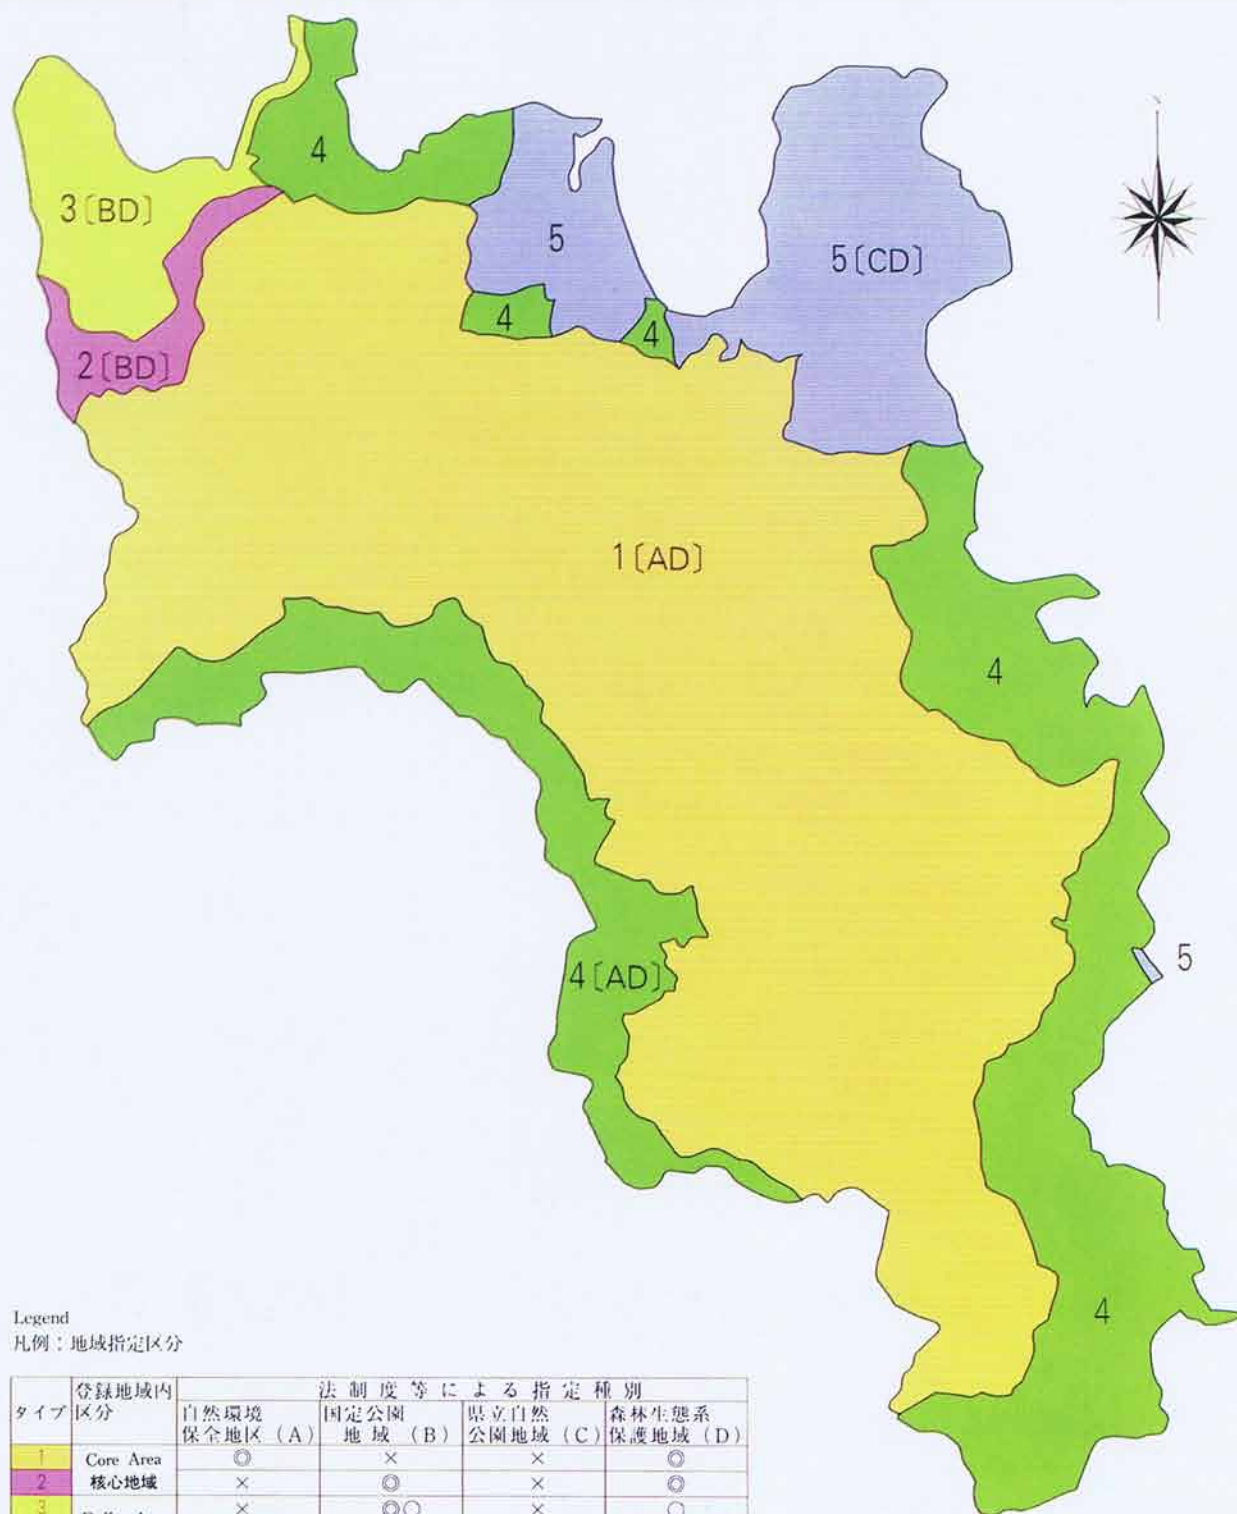 4
3〔BD〕
5
5〔CD〕
4
4
2〔BD〕
1〔AD〕
4
5
4〔AD〕
4
Legend
凡例：地域指定区分
タイプ 登録地域内区分 法制度等による指定種別
自然環境保全地区（A） 国定公園地域（B） 県立自然公園地域（C） 森林生態系保護地域（D）
1 Core Area ◎ × × ◎
2 核心地域 × ◎ × ◎
3 × ◎○ × ○